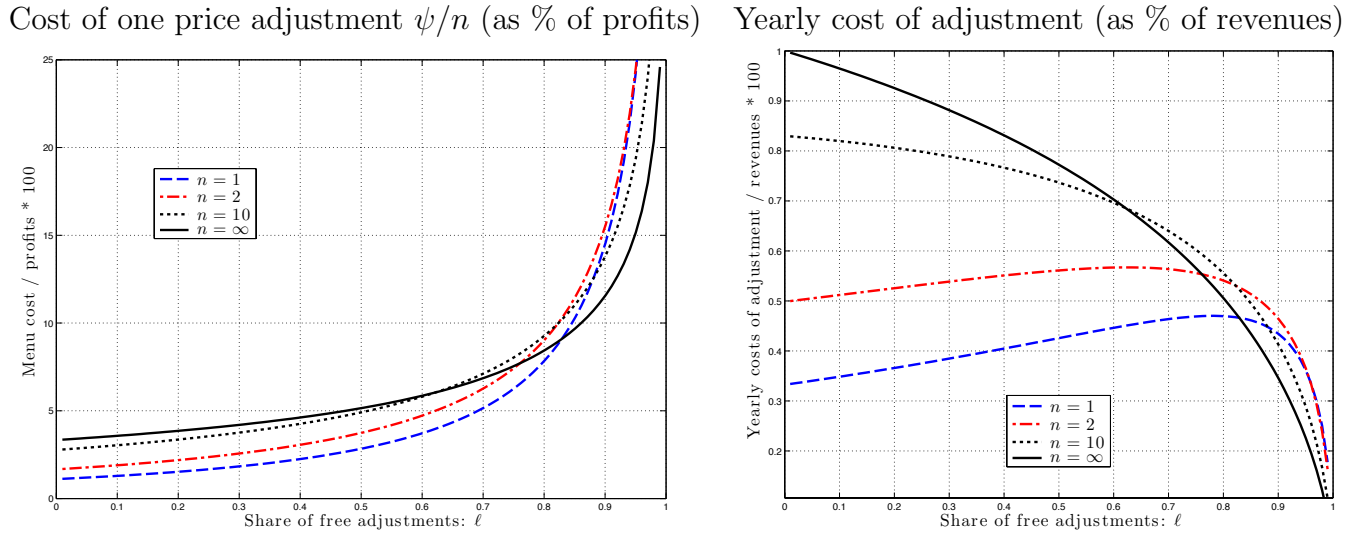 Cost of one price adjustment ψ/n (as % of profits)
Menu cost / profits * 100
25
20
15
10
5
0
n = 1
n = 2
n = 10
n = ∞
0 0.1 0.2 0.3 0.4 0.5 0.6 0.7 0.8 0.9 1
Share of free adjustments: ℓ
Yearly cost of adjustment (as % of revenues)
Yearly costs of adjustment / revenues * 100
1
0.9
0.8
0.7
0.6
0.5
0.4
0.3
0.2
n = 1
n = 2
n = 10
n = ∞
0 0.1 0.2 0.3 0.4 0.5 0.6 0.7 0.8 0.9 1
Share of free adjustments: ℓ